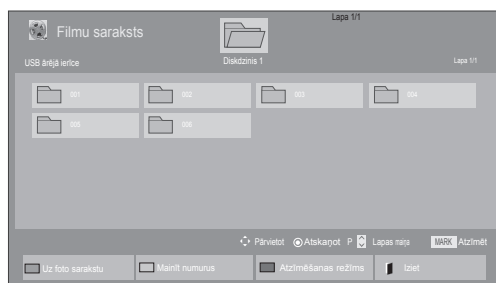 Lapa 1/1
Filmu saraksts
USB ārējā ierīce
Diskdzinis 1
Lapa 1/1
001
002
003
004
005
006
Pārvietot Atskaņot P Lapas maiņa MARK Atzīmēt
Uz foto sarakstu
Mainīt numurus
Atzīmēšanas režīms
Iziet